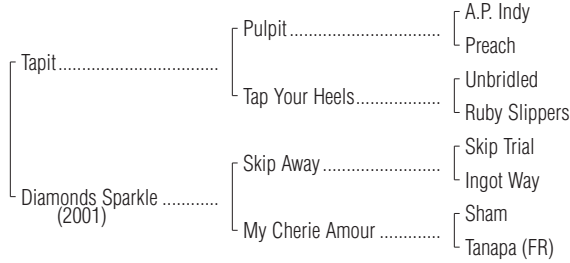 A.P. Indy
Pulpit
Preach
Tapit
Unbridled
Tap Your Heels
Ruby Slippers
Skip Trial
Skip Away
Ingot Way
Diamonds Sparkle
(2001)
Sham
My Cherie Amour
Tanapa (FR)